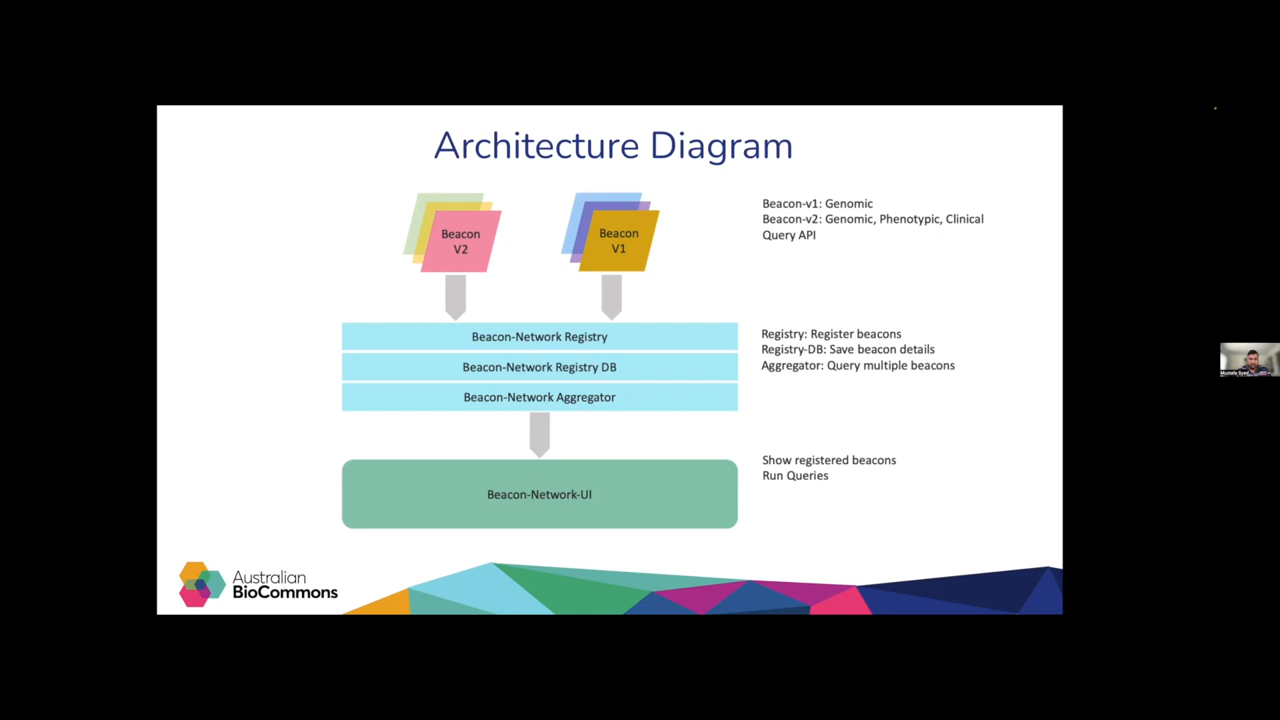 Architecture Diagram
Beacon
V2
Beacon
V1
Beacon-v1: Genomic
Beacon-v2: Genomic, Phenotypic, Clinical
Query API
Beacon-Network Registry
Beacon-Network Registry DB
Beacon-Network Aggregator
Registry: Register beacons
Registry-DB: Save beacon details
Aggregator: Query multiple beacons
Beacon-Network-UI
Show registered beacons
Run Queries
Australian
BioCommons
Mustafa Syed